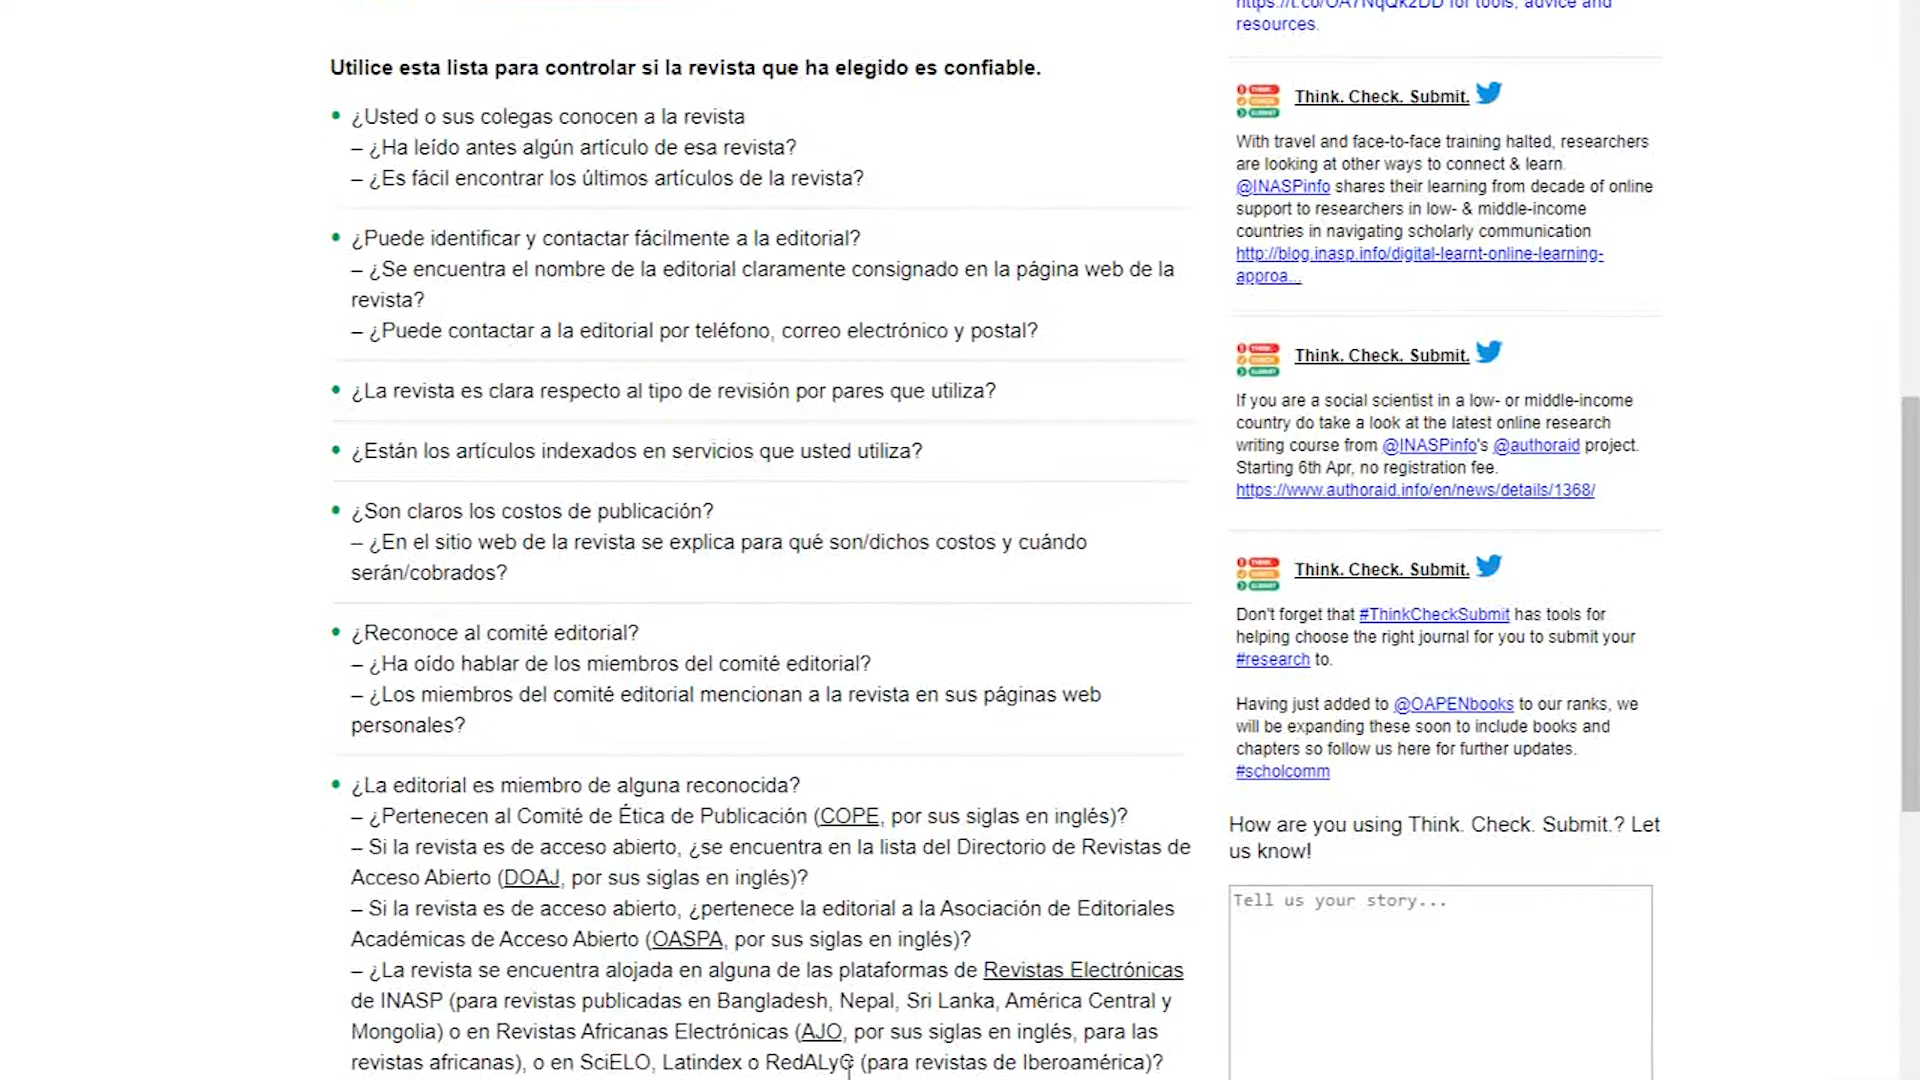 Utilice esta lista para controlar si la revista que ha elegido es confiable.
¿Usted o sus colegas conocen a la revista
– ¿Ha leído antes algún artículo de esa revista?
– ¿Es fácil encontrar los últimos artículos de la revista?
¿Puede identificar y contactar fácilmente a la editorial?
– ¿Se encuentra el nombre de la editorial claramente consignado en la página web de la
revista?
– ¿Puede contactar a la editorial por teléfono, correo electrónico y postal?
¿La revista es clara respecto al tipo de revisión por pares que utiliza?
¿Están los artículos indexados en servicios que usted utiliza?
¿Son claros los costos de publicación?
– ¿En el sitio web de la revista se explica para qué son/dichos costos y cuándo
serán/cobrados?
¿Reconoce al comité editorial?
– ¿Ha oído hablar de los miembros del comité editorial?
– ¿Los miembros del comité editorial mencionan a la revista en sus páginas web
personales?
¿La editorial es miembro de alguna reconocida?
– ¿Pertenecen al Comité de Ética de Publicación (COPE, por sus siglas en inglés)?
– Si la revista es de acceso abierto, ¿se encuentra en la lista del Directorio de Revistas de
Acceso Abierto (DOAJ, por sus siglas en inglés)?
– Si la revista es de acceso abierto, ¿pertenece la editorial a la Asociación de Editoriales
Académicas de Acceso Abierto (OASPA, por sus siglas en inglés)?
– ¿La revista se encuentra alojada en alguna de las plataformas de Revistas Electrónicas
de INASP (para revistas publicadas en Bangladesh, Nepal, Sri Lanka, América Central y
Mongolia) o en Revistas Africanas Electrónicas (AJO, por sus siglas en inglés, para las
revistas africanas), o en SciELO, Latindex o RedALyC (para revistas de Iberoamérica)?
for tools, advice and
resources.
Think. Check. Submit.
With travel and face-to-face training halted, researchers
are looking at other ways to connect & learn.
@INASPinfo shares their learning from decade of online
support to researchers in low- & middle-income
countries in navigating scholarly communication
http://blog.inasp.info/digital-learnt-online-learning-
approa...
Think. Check. Submit.
If you are a social scientist in a low- or middle-income
country do take a look at the latest online research
writing course from @INASPinfo's @authoraid project.
Starting 6th Apr, no registration fee.
https://www.authoraid.info/en/news/details/1368/
Think. Check. Submit.
Don't forget that #ThinkCheckSubmit has tools for
helping choose the right journal for you to submit your
#research to.
Having just added to @OAPENbooks to our ranks, we
will be expanding these soon to include books and
chapters so follow us here for further updates.
#scholcomm
How are you using Think. Check. Submit.? Let
us know!
Tell us your story...